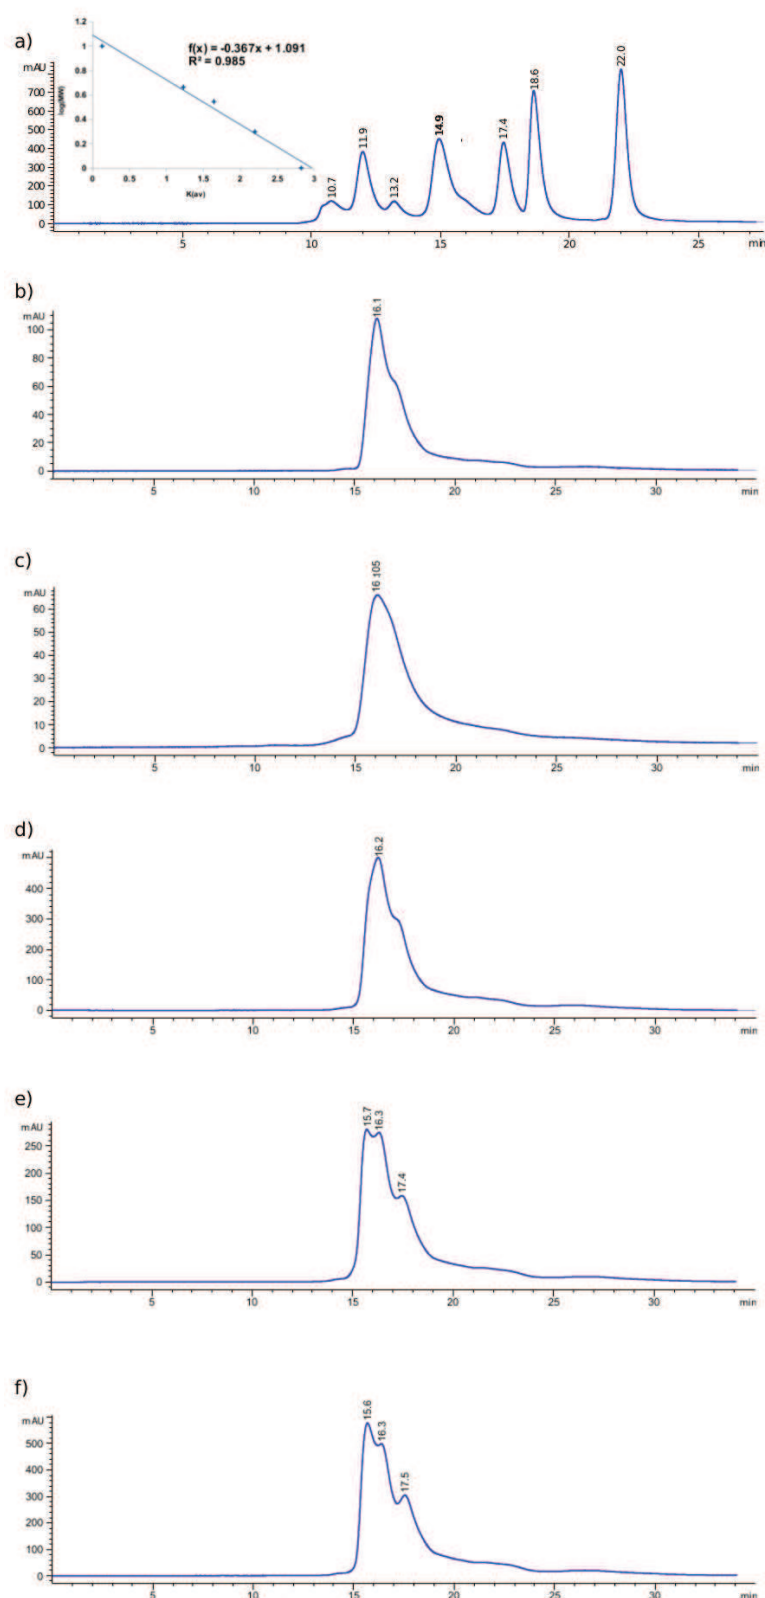 a)
f(x) = -0.367x + 1.091
R² = 0.985
log(MW)
1.2
1
0.8
0.6
0.4
0.2
0
0 0.5 1 1.5 2 2.5 3
K(av)
mAU
700
600
500
400
300
200
100
0
10.7 11.9 13.2 14.9 17.4 18.6 22.0
5 10 15 20 25 min
b)
mAU
100
80
60
40
20
0
16.1
5 10 15 20 25 30 min
c)
mAU
60
50
40
30
20
10
0
16 105
5 10 15 20 25 30 min
d)
mAU
400
300
200
100
0
16.2
5 10 15 20 25 30 min
e)
mAU
250
200
150
100
50
0
15.7 16.3 17.4
5 10 15 20 25 30 min
f)
mAU
500
400
300
200
100
0
15.6 16.3 17.5
5 10 15 20 25 30 min